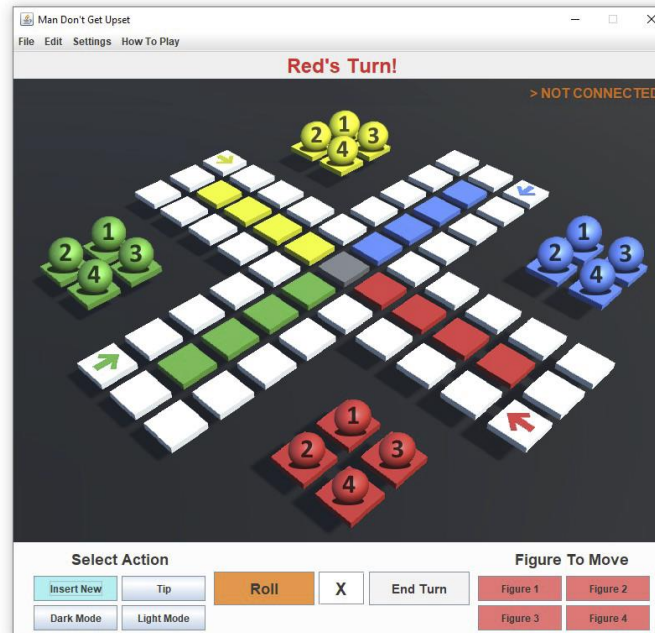 Man Don't Get Upset
File Edit Settings How To Play
Red's Turn!
> NOT CONNECTED
1
2 3
4
1
2 3
4
1
2 3
4
1
2 3
4
Select Action
Figure To Move
Insert New Tip
Roll X End Turn
Figure 1 Figure 2
Dark Mode Light Mode
Figure 3 Figure 4